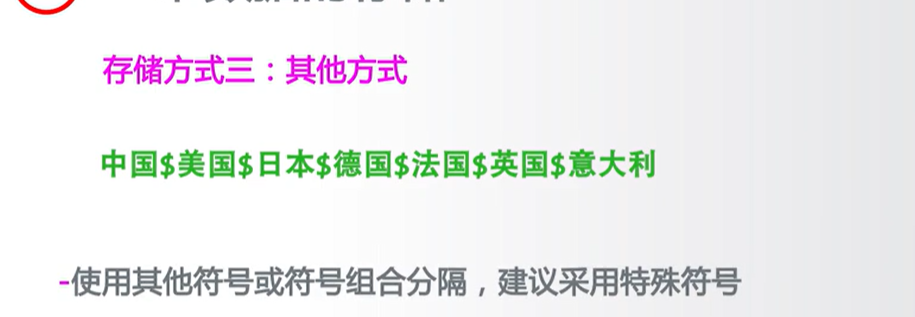 存储方式三：其他方式
中国$美国$日本$德国$法国$英国$意大利
-使用其他符号或符号组合分隔，建议采用特殊符号